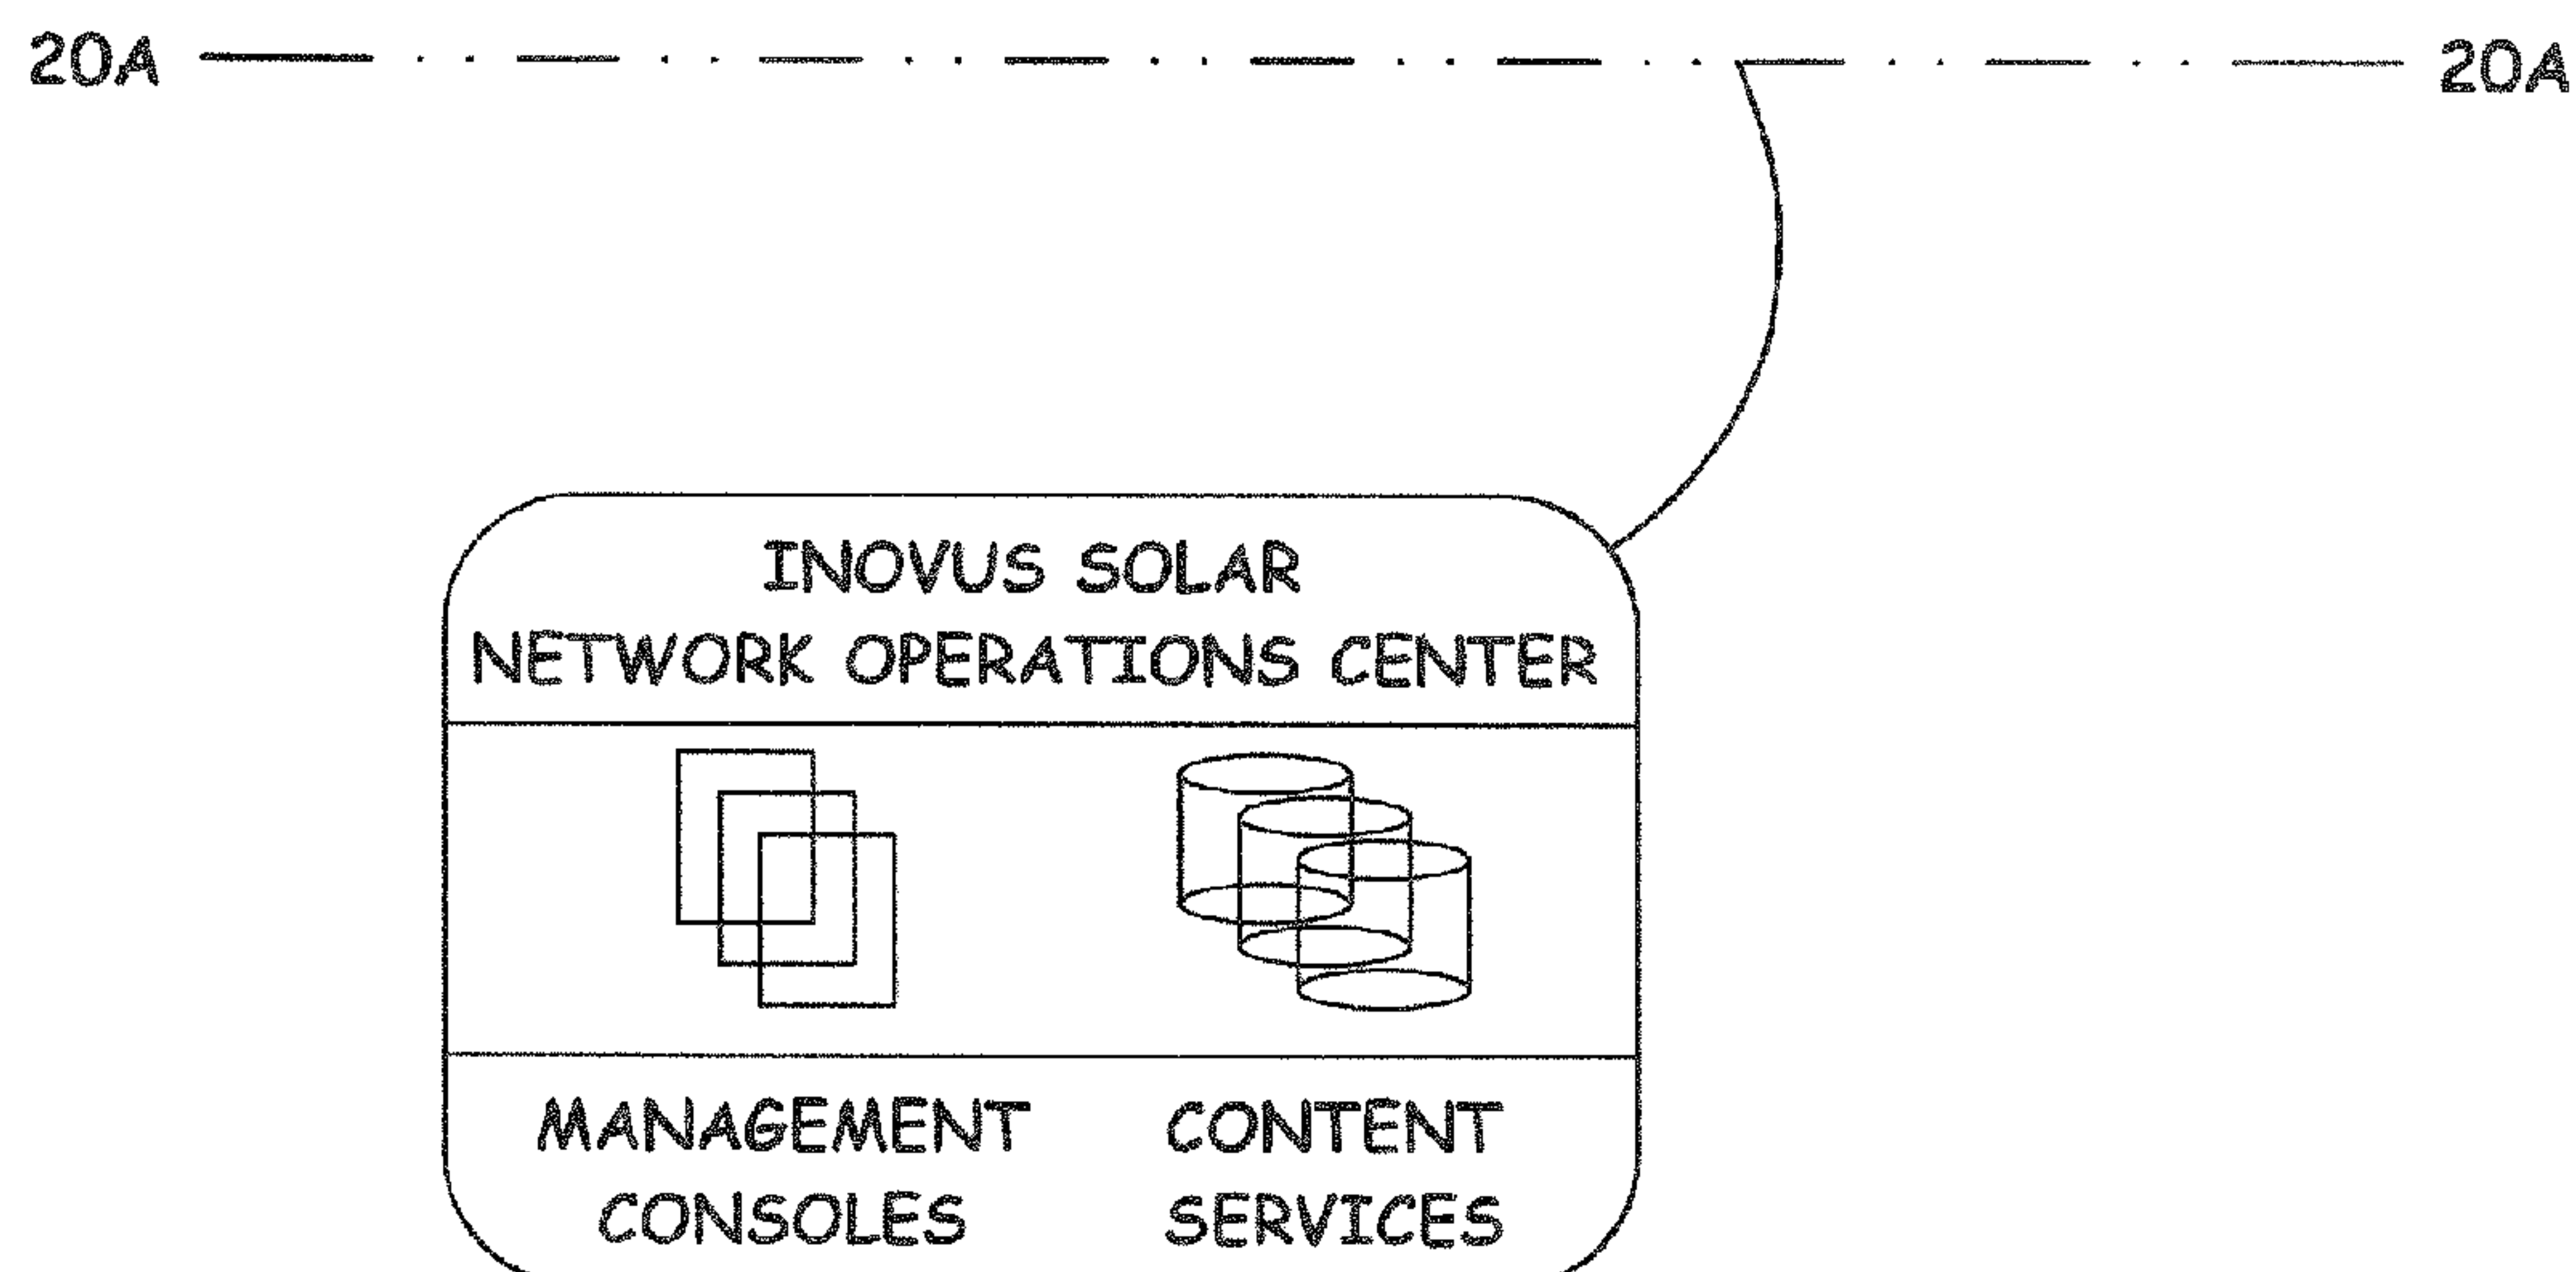 20A 20A
INOVUS SOLAR
NETWORK OPERATIONS CENTER
MANAGEMENT CONTENT
CONSOLES SERVICES